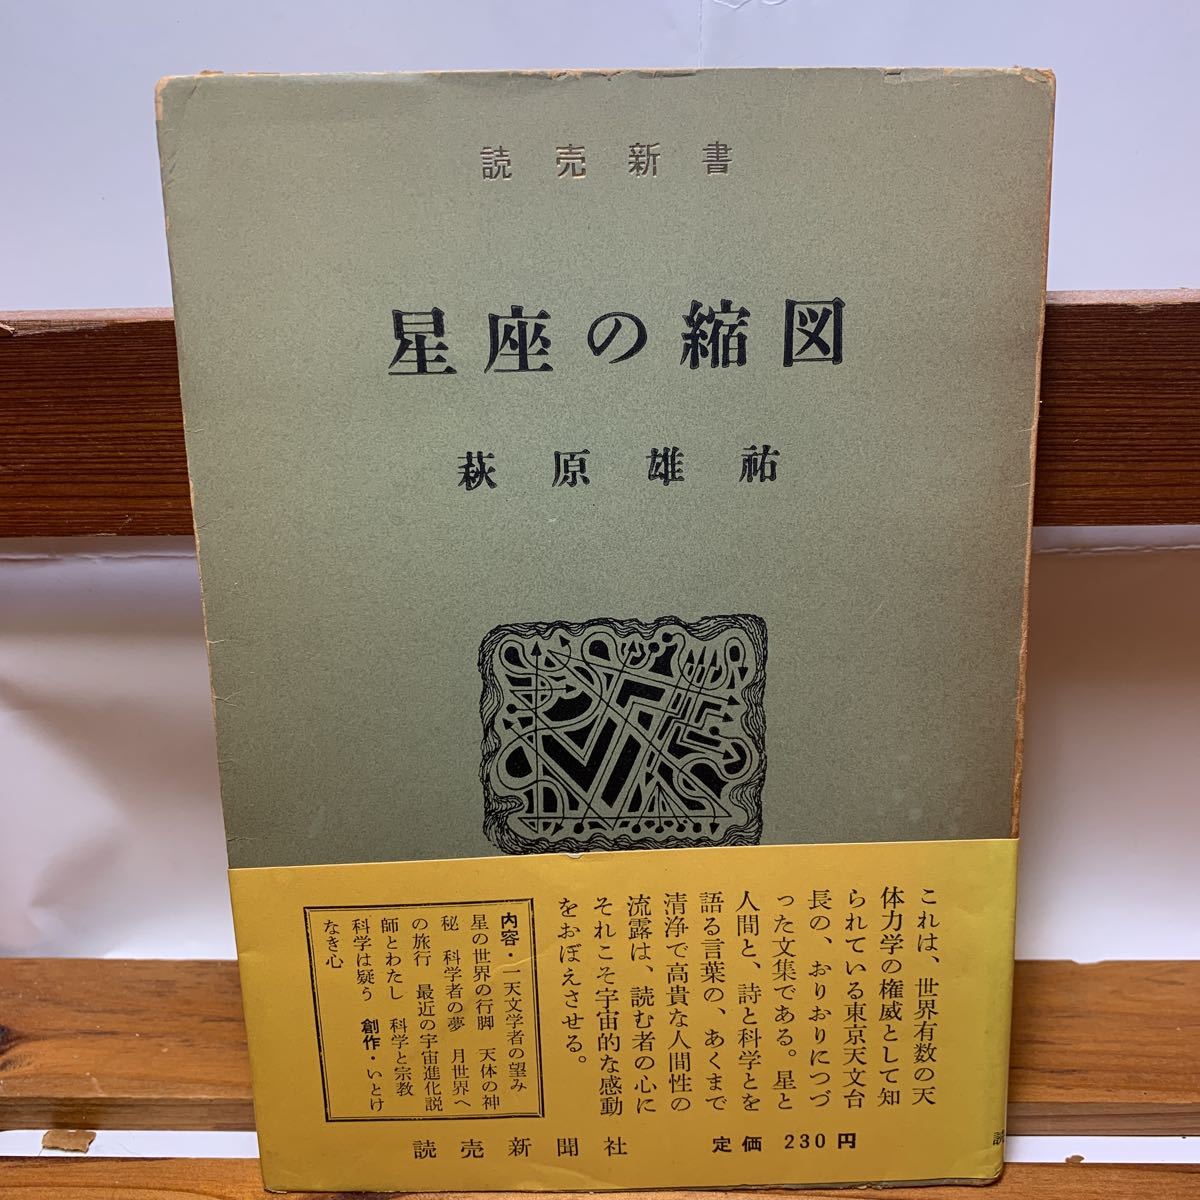 読売新書
星座の縮図
萩原雄祐
これは、世界有数の天
体力学の権威として知
られている東京天文台
長の、おりおりにつづ
った文集である。星と
人間と、詩と科学とを
語る言葉の、あくまで
清浄で高貴な人間性の
流露は、読む者の心に
それこそ宇宙的な感動
をおぼえさせる。
内容・一天文学者の望み
星の世界の行脚　天体の神
秘　科学者の夢　月世界へ
の旅行　最近の宇宙進化説
師とわたし　科学と宗教
科学は疑う　創作・いとけ
なき心
読売新聞社　定価 230円